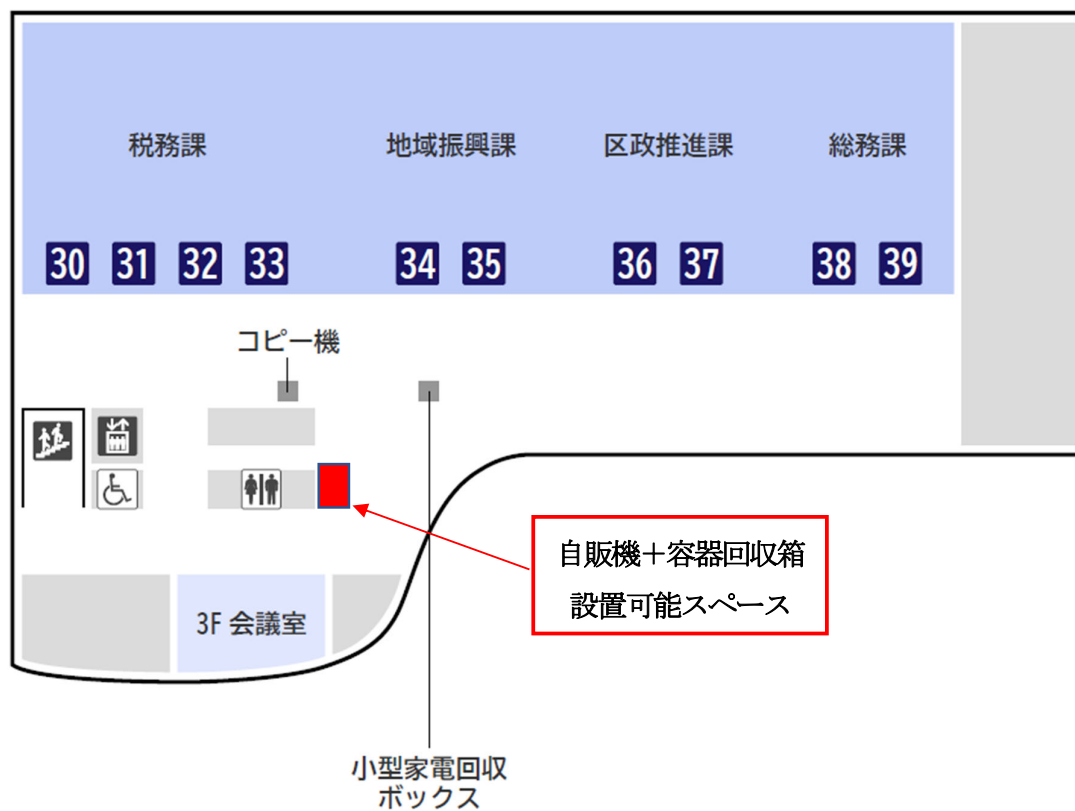 税務課
地域振興課
区政推進課
総務課
30 31 32 33 34 35 36 37 38 39
コピー機
自販機+容器回収箱
設置可能スペース
3F 会議室
小型家電回収
ボックス